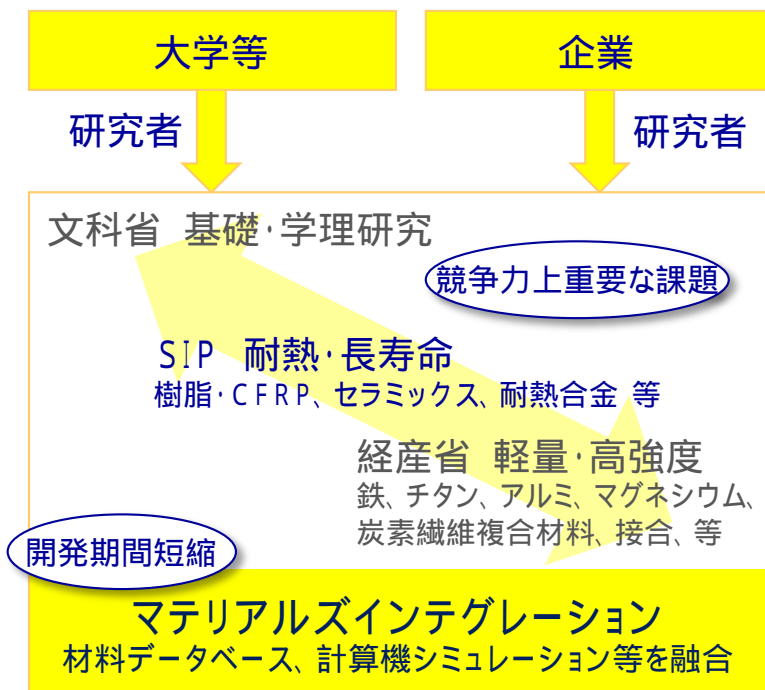 大学等
企業
研究者
研究者
文科省 基礎・学理研究
競争力上重要な課題
SIP 耐熱・長寿命
樹脂・CFRP、セラミックス、耐熱合金 等
経産省 軽量・高強度
鉄、チタン、アルミ、マグネシウム、
炭素繊維複合材料、接合、等
開発期間短縮
マテリアルズインテグレーション
材料データベース、計算機シミュレーション等を融合